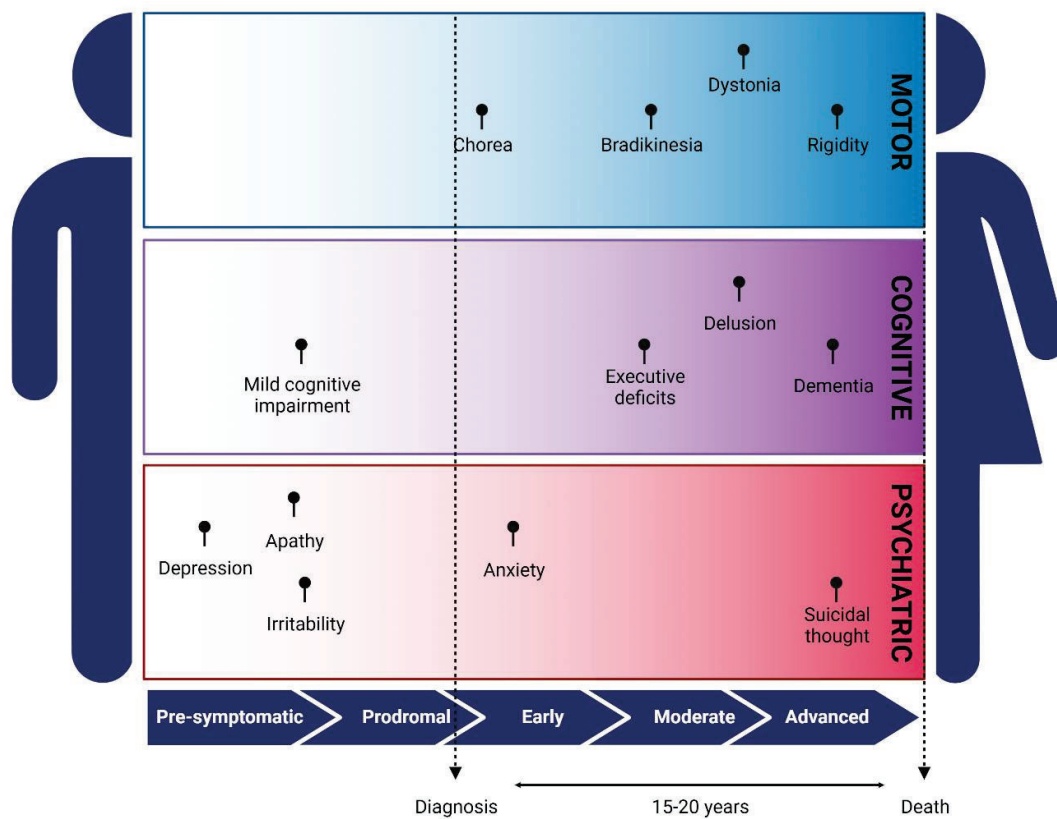 MOTOR
Dystonia
Chorea
Bradikinesia
Rigidity
COGNITIVE
Delusion
Mild cognitive
impairment
Executive
deficits
Dementia
PSYCHIATRIC
Apathy
Depression
Anxiety
Irritability
Suicidal
thought
Pre-symptomatic
Prodromal
Early
Moderate
Advanced
Diagnosis
15-20 years
Death